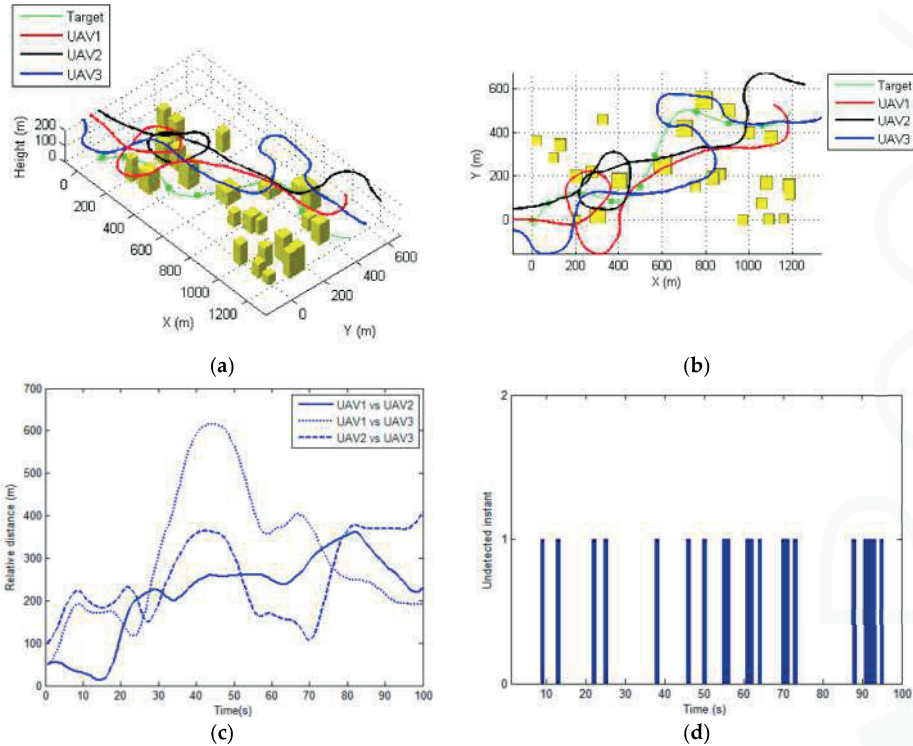 Target
UAV1
UAV2
UAV3
Height (m)
200
100
0
0
200
400
600
800
1000
1200
X (m)
0
200
400
600
Y (m)
(a)
Target
UAV1
UAV2
UAV3
600
400
200
0
Y (m)
0 200 400 600 800 1000 1200
X (m)
(b)
700
600
500
400
300
200
100
0
Relative distance (m)
UAV1 vs UAV2
UAV1 vs UAV3
UAV2 vs UAV3
0 10 20 30 40 50 60 70 80 90 100
Time(s)
(c)
2
1
0
Undetected instant
10 20 30 40 50 60 70 80 90 100
Time (s)
(d)